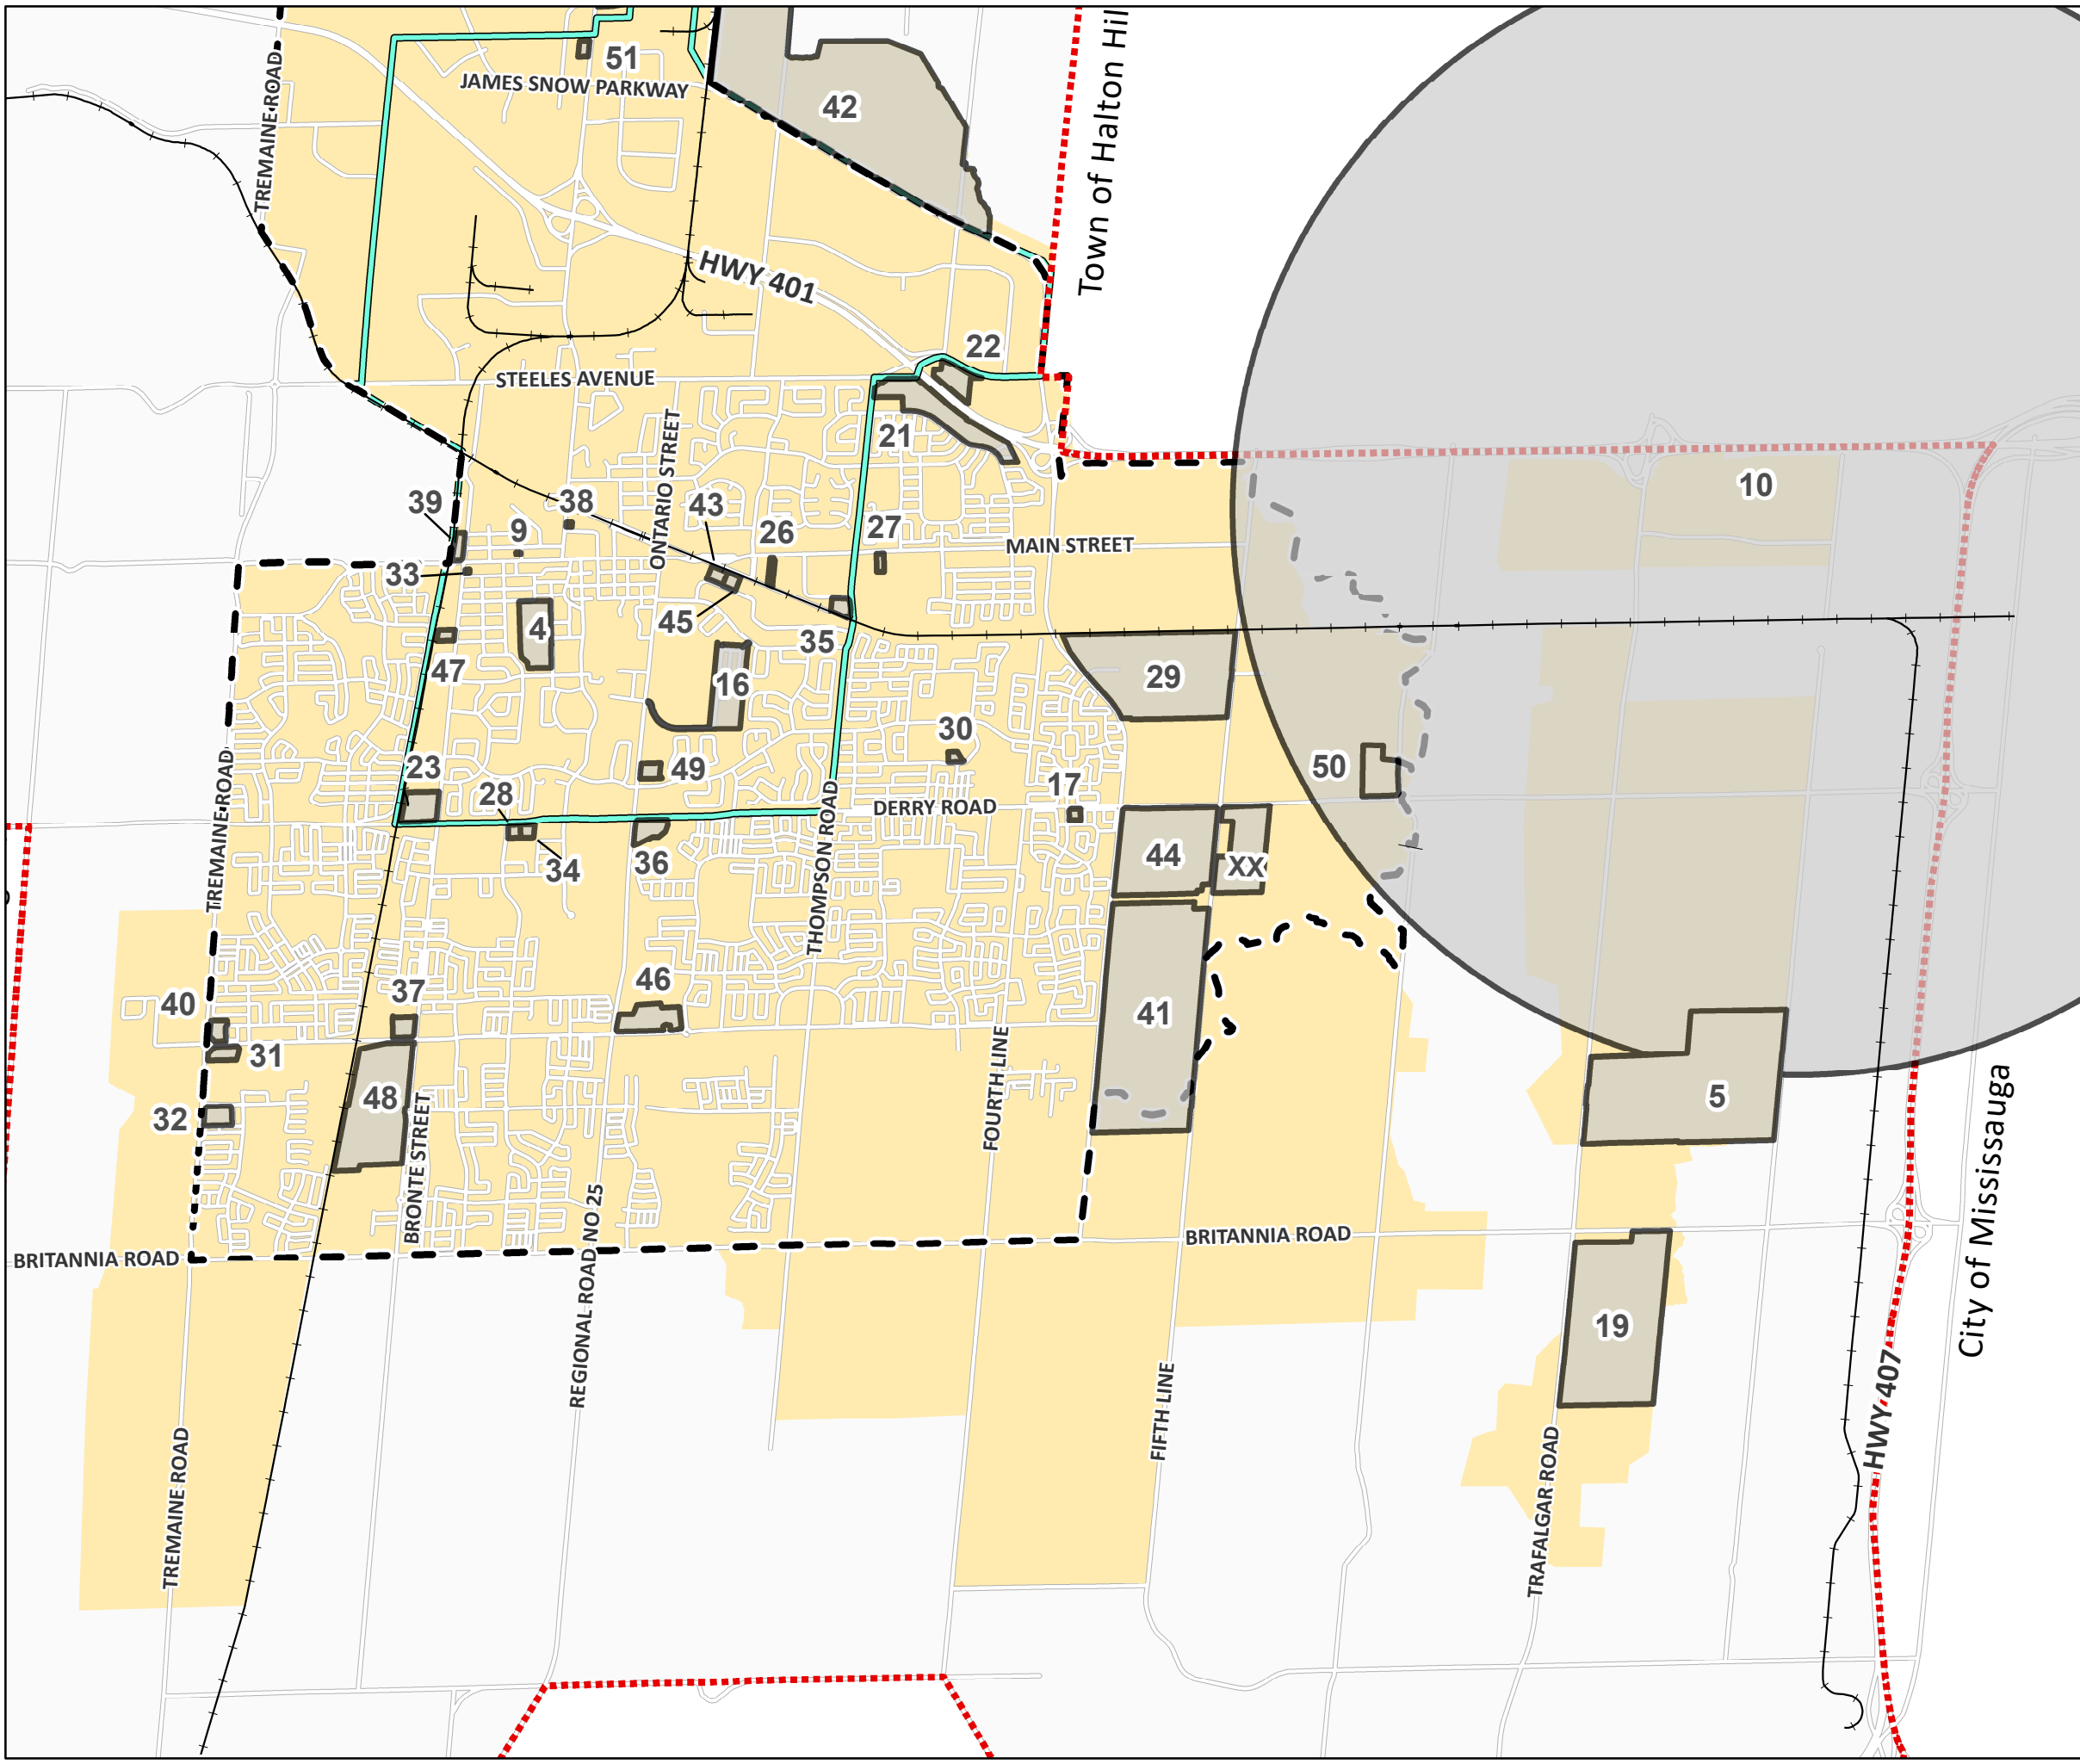 51
JAMES SNOW PARKWAY
42
TREMAINE ROAD
Town of Halton Hil
HWY 401
22
STEELES AVENUE
21
ONTARIO STREET
10
39
38
43
9
26
27
MAIN STREET
33
4
45
35
47
16
29
30
50
23
49
28
17
DERRY ROAD
TREMAINE ROAD
THOMPSON ROAD
34
36
44
XX
46
37
40
41
31
48
32
5
FOURTH LINE
BRONTE STREET
City of Mississauga
REGIONAL ROAD NO 25
BRITANNIA ROAD
BRITANNIA ROAD
19
FIFTH LINE
HWY 407
TREMAINE ROAD
TRAFALGAR ROAD